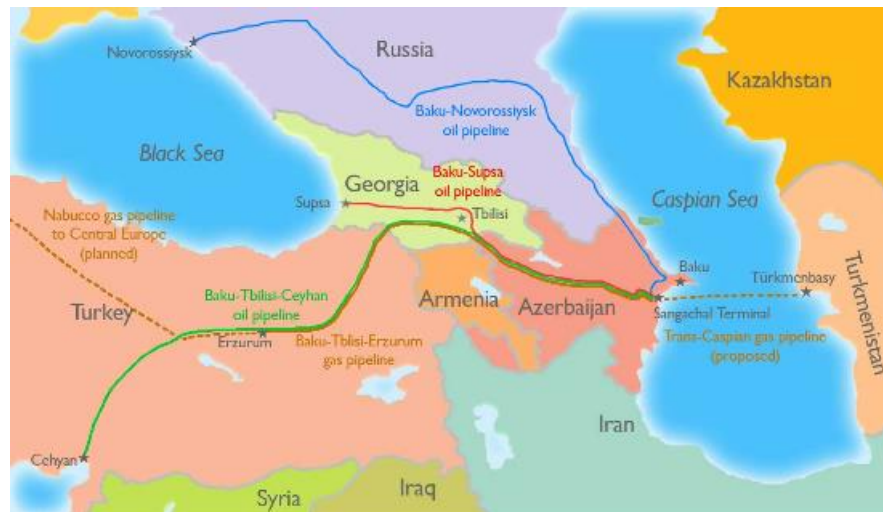 Novorossiysk
Russia
Kazakhstan
Baku-Novorossiysk
oil pipeline
Black Sea
Baku-Supsa
oil pipeline
Georgia
Caspian Sea
Supsa
Tbilisi
Nabucco gas pipeline
to Central Europe
(planned)
Baku
Türkmenbasy
Turkmenistan
Armenia
Azerbaijan
Sangachal Terminal
Baku-Tbilisi-Ceyhan
oil pipeline
Turkey
Trans-Caspian gas pipeline
(proposed)
Erzurum
Baku-Tblisi-Erzurum
gas pipeline
Iran
Cehyan
Syria
Iraq